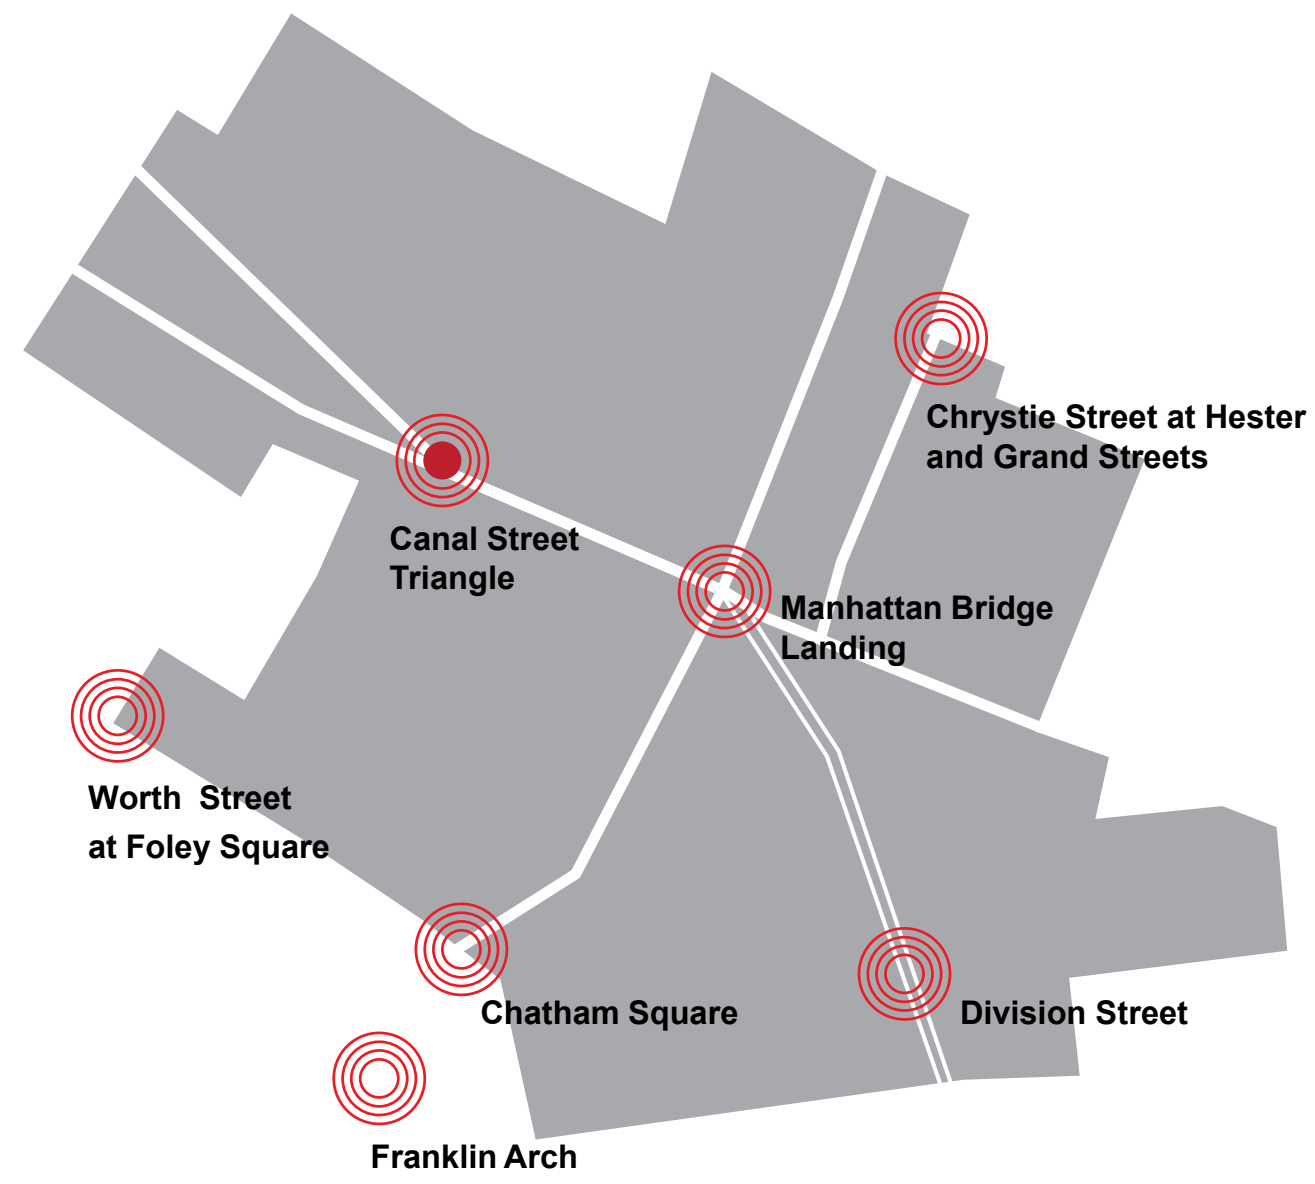 Chrystie Street at Hester
and Grand Streets
Canal Street
Triangle
Manhattan Bridge
Landing
Worth Street
at Foley Square
Chatham Square
Division Street
Franklin Arch